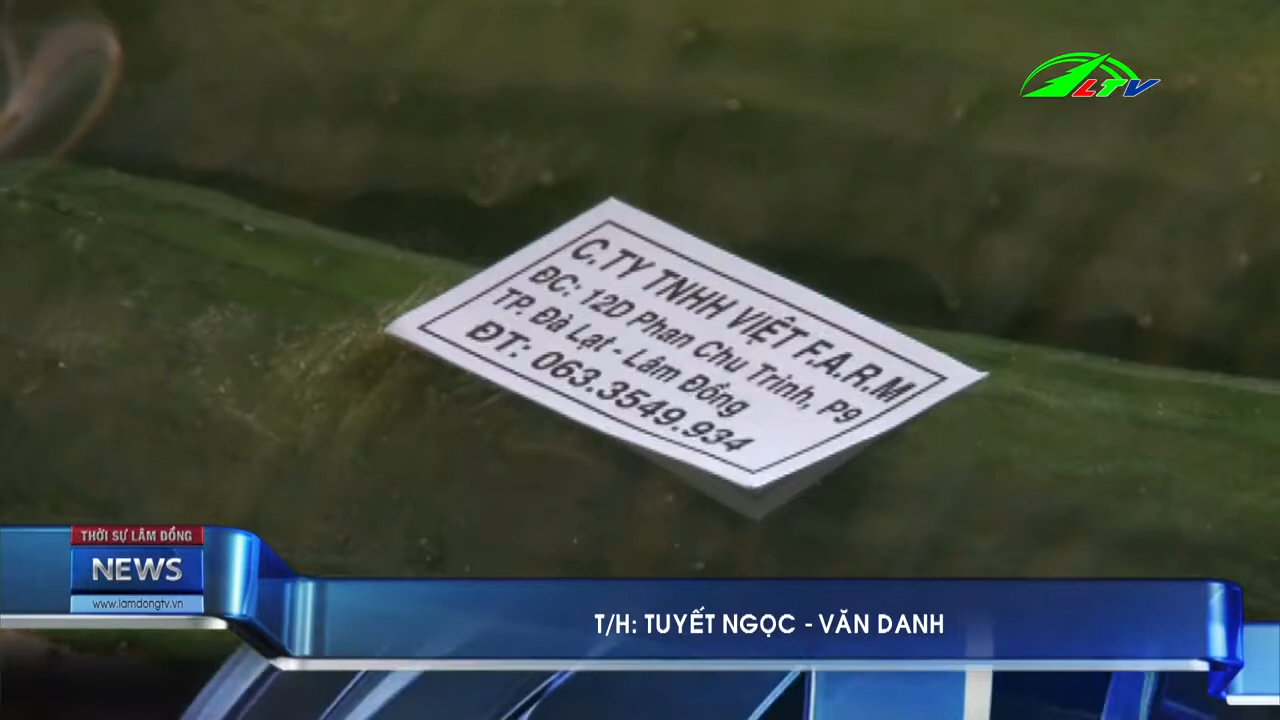 LTV
C.TY TNHH VIỆT F.A.R.M
ĐC: 12D Phan Chu Trinh, P9
TP. Đà Lạt - Lâm Đồng
ĐT: 063.3549.934
THỜI SỰ LÂM ĐỒNG
NEWS
www.lamdongtv.vn
T/H: TUYẾT NGỌC - VĂN DANH